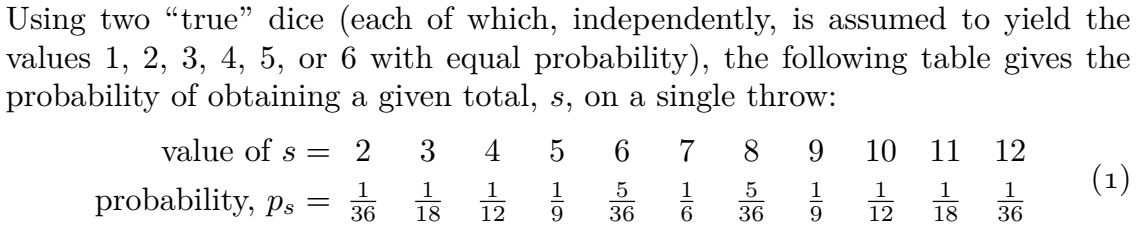 Using two “true” dice (each of which, independently, is assumed to yield the
values 1, 2, 3, 4, 5, or 6 with equal probability), the following table gives the
probability of obtaining a given total, s, on a single throw:
value of s = 2 3 4 5 6 7 8 9 10 11 12
probability, pₛ = 1/36 1/18 1/12 1/9 5/36 1/6 5/36 1/9 1/12 1/18 1/36
(1)